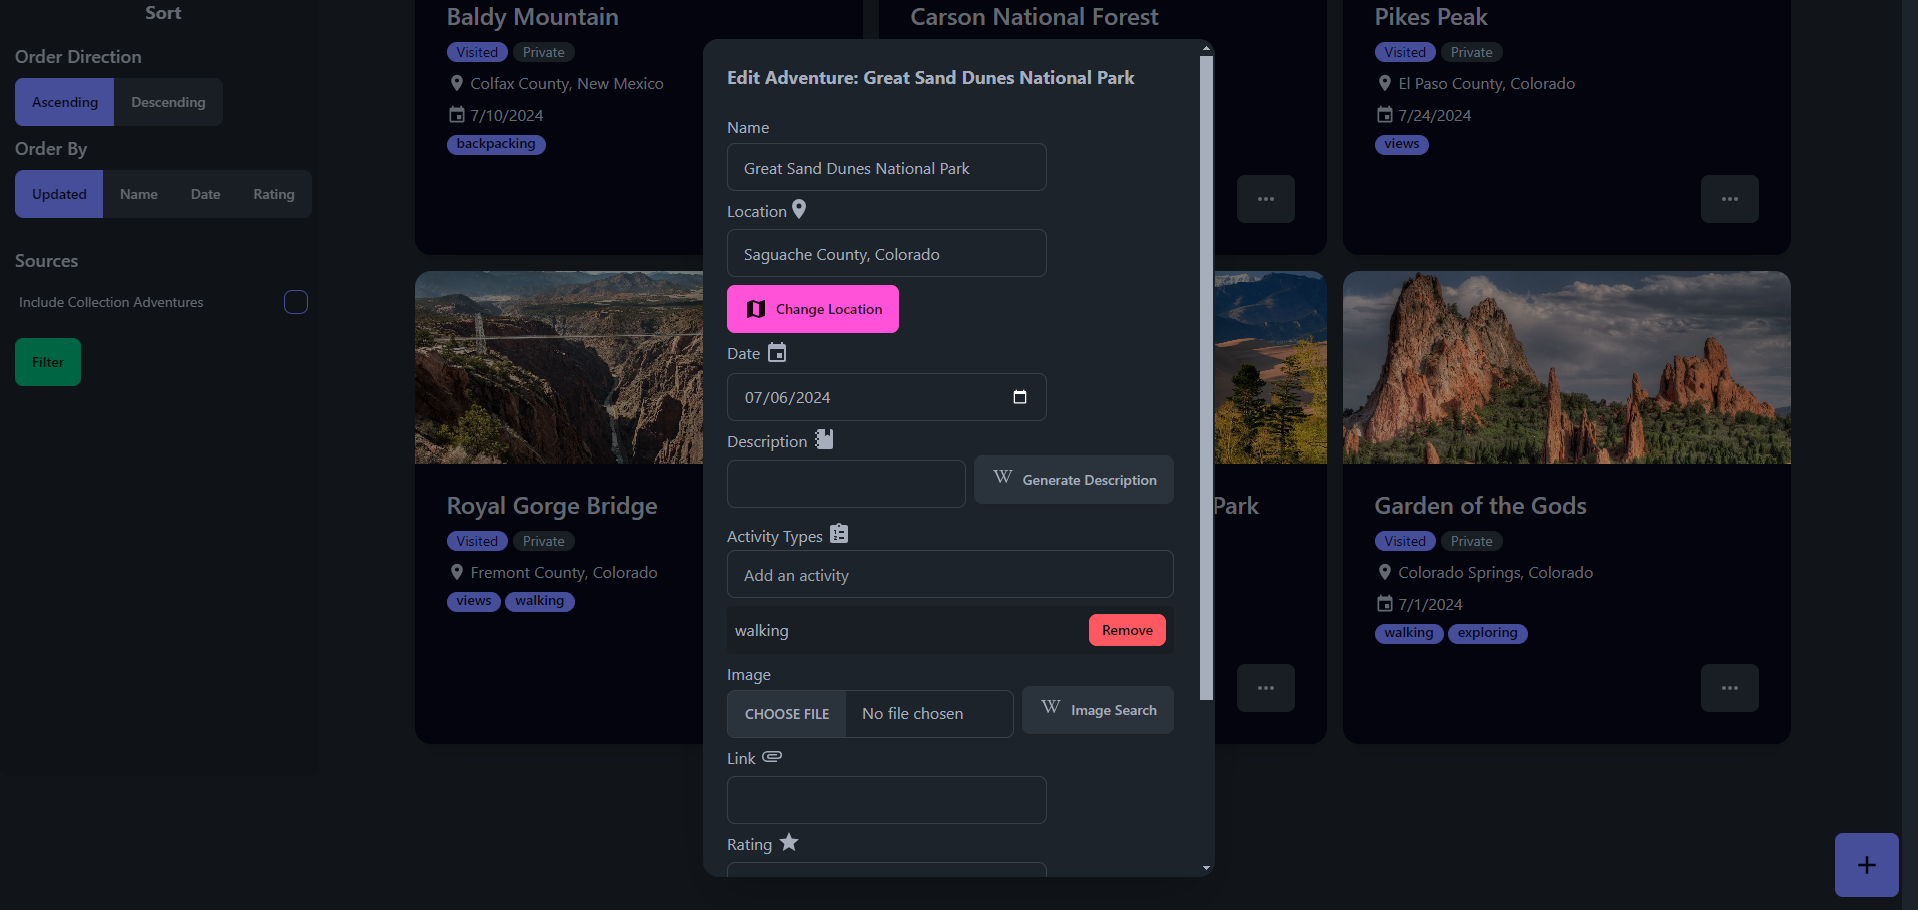 Sort
Order Direction
Ascending Descending
Order By
Updated Name Date Rating
Sources
Include Collection Adventures
Filter
Baldy Mountain
Visited Private
Colfax County, New Mexico
7/10/2024
backpacking
Carson National Forest
Pikes Peak
Visited Private
El Paso County, Colorado
7/24/2024
views
Royal Gorge Bridge
Visited Private
Fremont County, Colorado
views walking
Park
Garden of the Gods
Visited Private
Colorado Springs, Colorado
7/1/2024
walking exploring
Edit Adventure: Great Sand Dunes National Park
Name
Great Sand Dunes National Park
Location
Saguache County, Colorado
Change Location
Date
07/06/2024
Description
W Generate Description
Activity Types
Add an activity
walking Remove
Image
CHOOSE FILE No file chosen W Image Search
Link
Rating